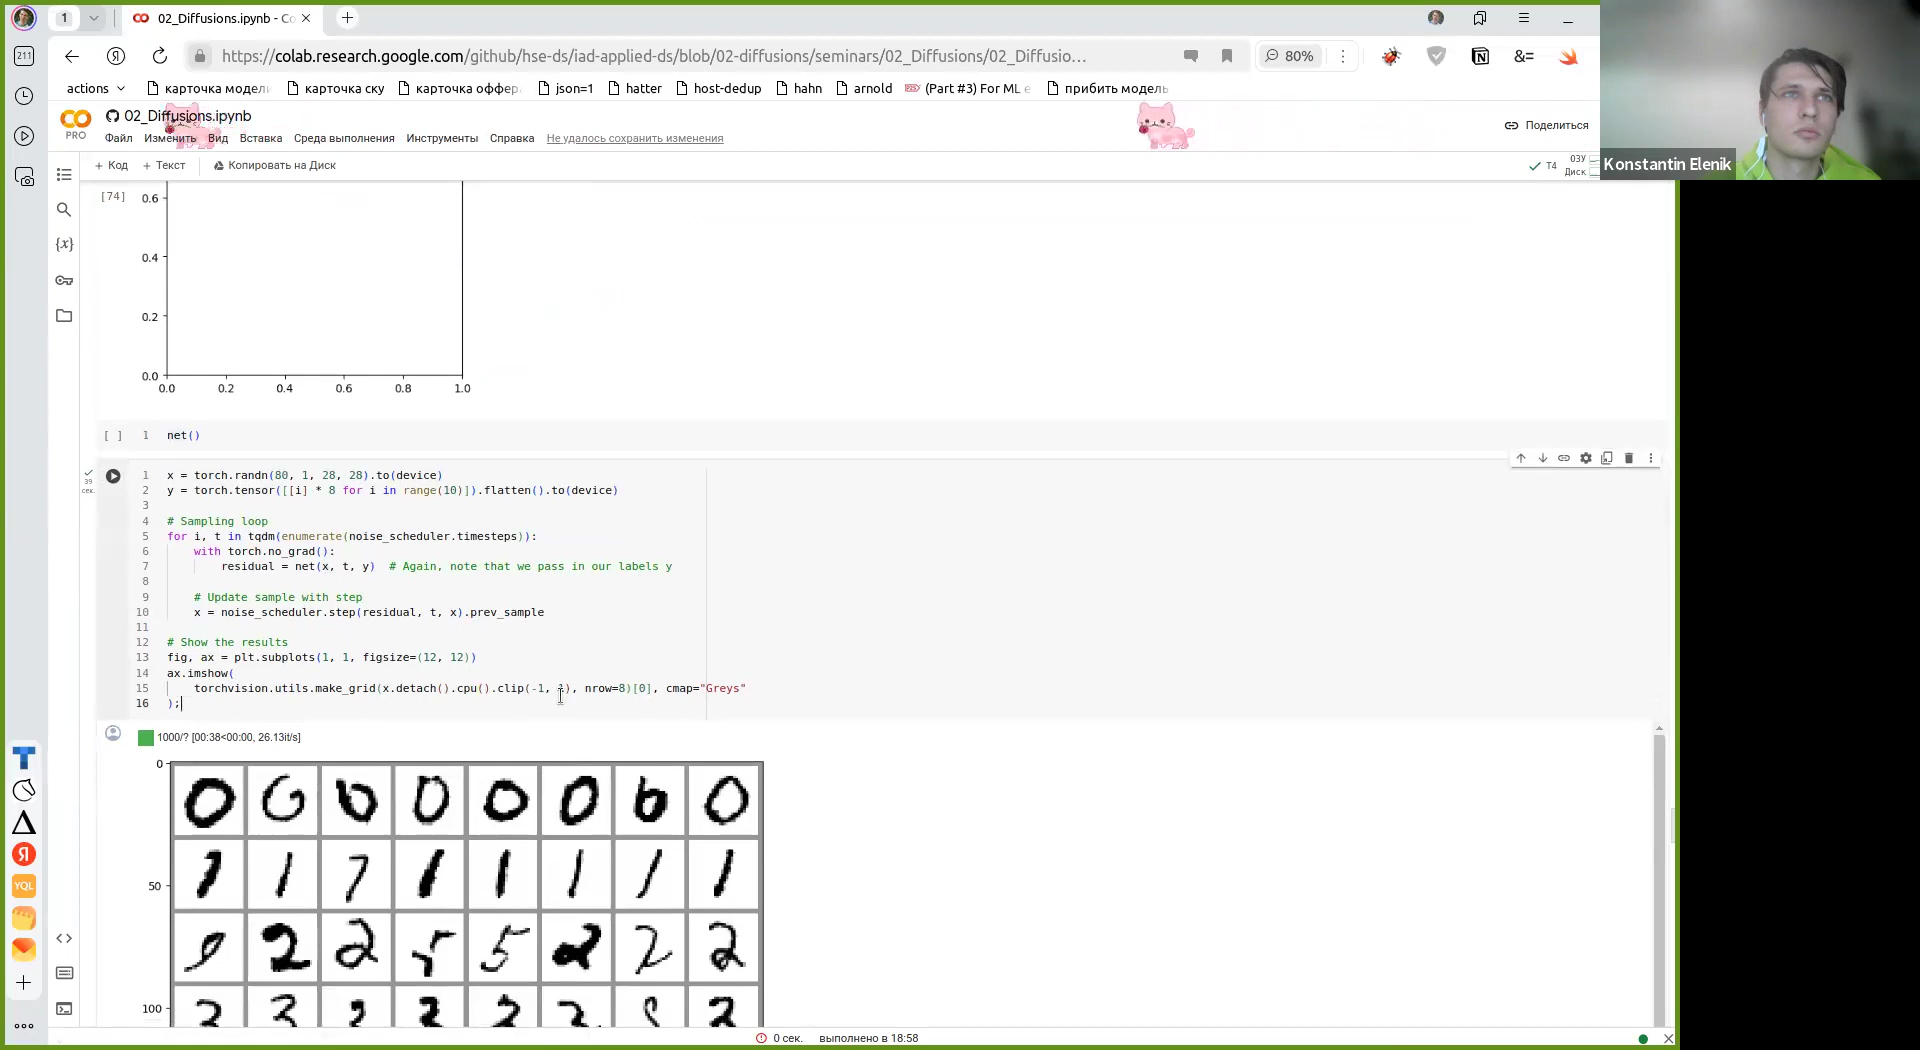 1
02_Diffusions.ipynb - Co
211
https://colab.research.google.com/github/hse-ds/iad-applied-ds/blob/02-diffusions/seminars/02_Diffusions/02_Diffusio…
80%
actions
карточка модели
карточка ску
карточка оффер
json=1
hatter
host-dedup
hahn
arnold
(Part #3) For ML e
прибить модель
02_Diffusions.ipynb
PRO
Файл
Изменить
Вид
Вставка
Среда выполнения
Инструменты
Справка
Не удалось сохранить изменения
Поделиться
+ Код
+ Текст
Копировать на Диск
T4
ОЗУ
Диск
Konstantin Elenik
[74]
0.6
0.4
0.2
0.0
0.0 0.2 0.4 0.6 0.8 1.0
[ ] 1 net()
39
сек.
1 x = torch.randn(80, 1, 28, 28).to(device)
2 y = torch.tensor([[i] * 8 for i in range(10)]).flatten().to(device)
3
4 # Sampling loop
5 for i, t in tqdm(enumerate(noise_scheduler.timesteps)):
6 with torch.no_grad():
7 residual = net(x, t, y) # Again, note that we pass in our labels y
8
9 # Update sample with step
10 x = noise_scheduler.step(residual, t, x).prev_sample
11
12 # Show the results
13 fig, ax = plt.subplots(1, 1, figsize=(12, 12))
14 ax.imshow(
15 torchvision.utils.make_grid(x.detach().cpu().clip(-1, 1), nrow=8)[0], cmap="Greys"
16 );
1000/? [00:38<00:00, 26.13it/s]
0
50
100
YQL
0 сек.
выполнено в 18:58